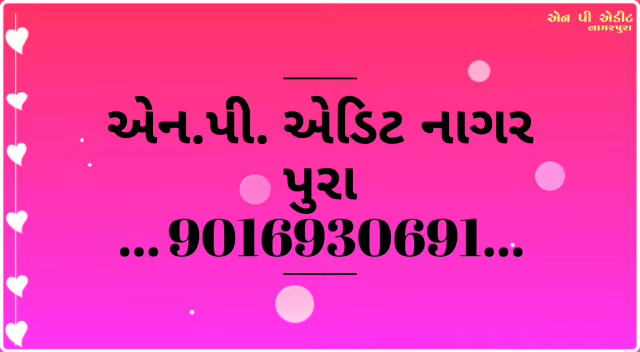 એન પી એડીટ
નાગરપુરા
એન.પી. એડિટ નાગર
પુરા
... 9016930691...